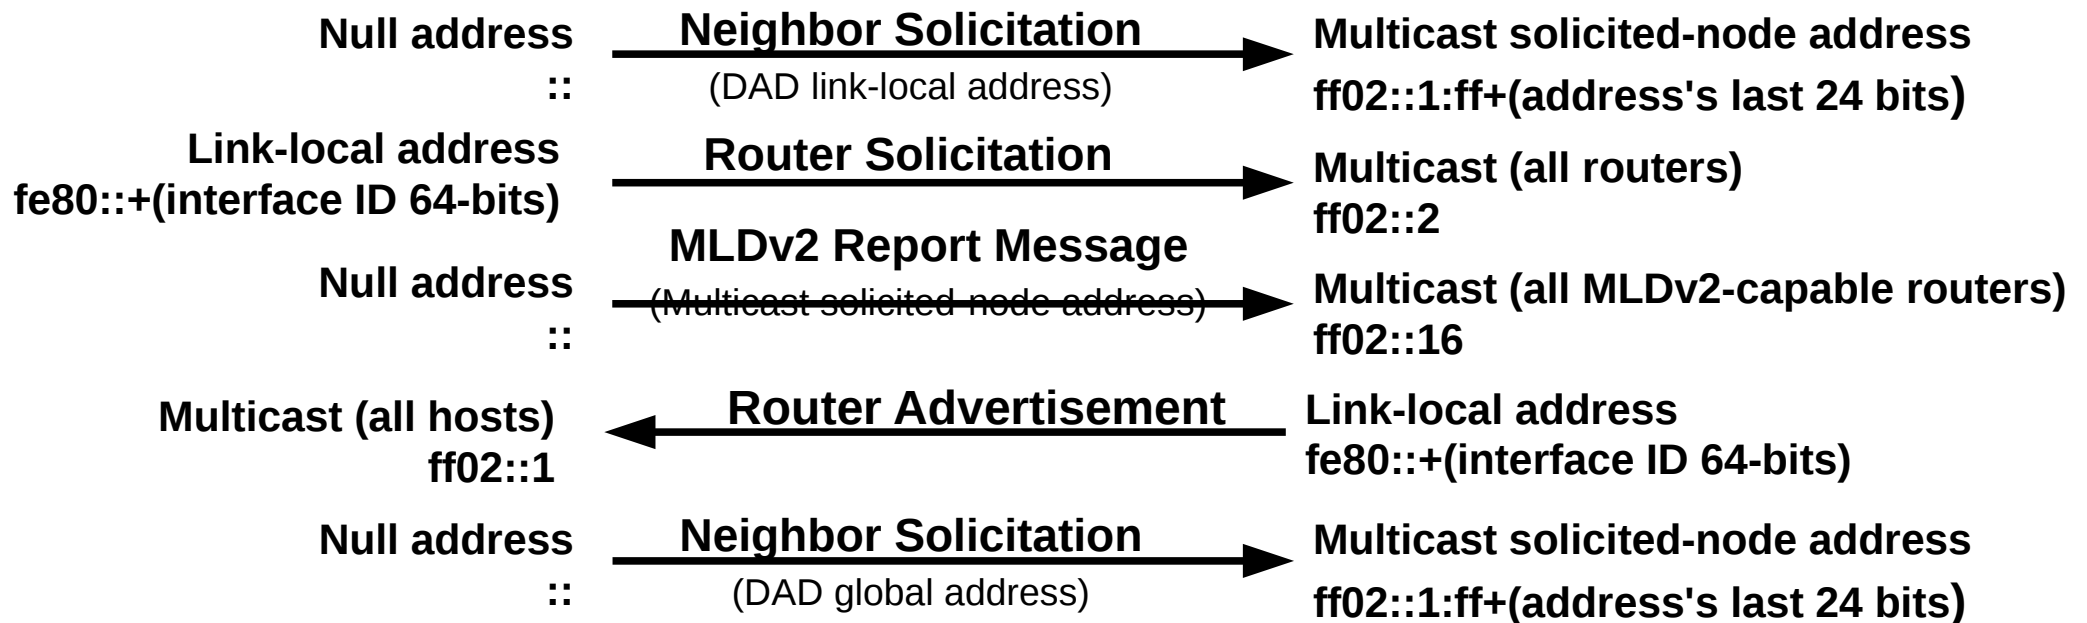 Null address
::
Neighbor Solicitation
(DAD link-local address)
Multicast solicited-node address
ff02::1:ff+(address's last 24 bits)
Link-local address
fe80::+(interface ID 64-bits)
Router Solicitation
Multicast (all routers)
ff02::2
Null address
::
MLDv2 Report Message
(Multicast solicited-node address)
Multicast (all MLDv2-capable routers)
ff02::16
Multicast (all hosts)
ff02::1
Router Advertisement
Link-local address
fe80::+(interface ID 64-bits)
Null address
::
Neighbor Solicitation
(DAD global address)
Multicast solicited-node address
ff02::1:ff+(address's last 24 bits)